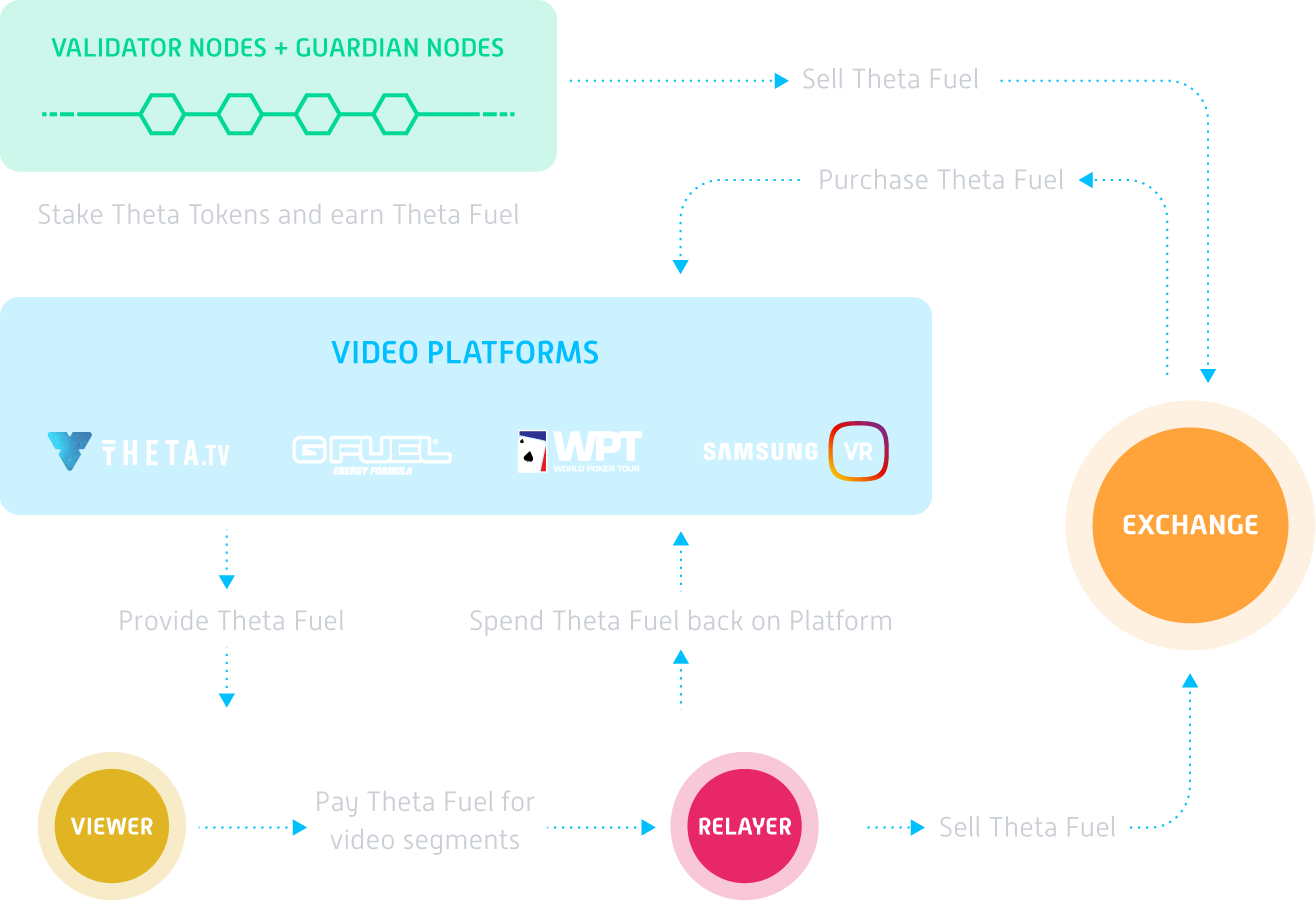 VALIDATOR NODES + GUARDIAN NODES
Sell Theta Fuel
Purchase Theta Fuel
Stake Theta Tokens and earn Theta Fuel
VIDEO PLATFORMS
THETA.TV
G FUEL
ENERGY FORMULA
WPT
WORLD POKER TOUR
SAMSUNG VR
EXCHANGE
Provide Theta Fuel
Spend Theta Fuel back on Platform
VIEWER
Pay Theta Fuel for
video segments
RELAYER
Sell Theta Fuel